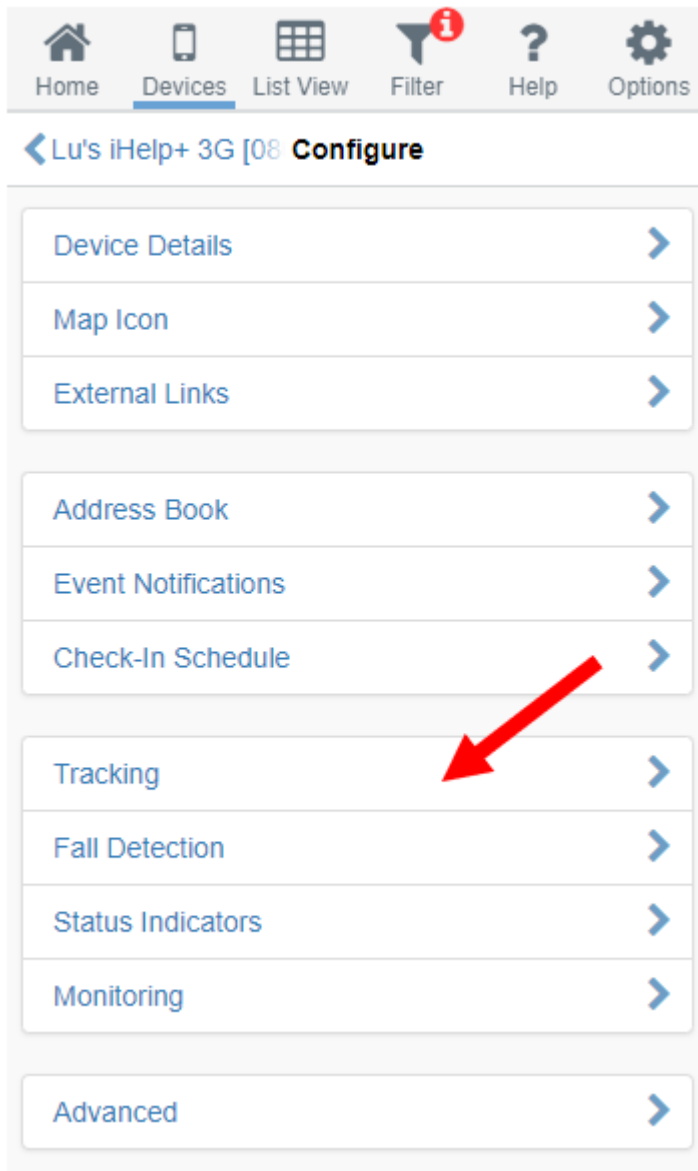 Home Devices List View Filter Help Options
Lu's iHelp+ 3G [08 Configure
Device Details
Map Icon
External Links
Address Book
Event Notifications
Check-In Schedule
Tracking
Fall Detection
Status Indicators
Monitoring
Advanced